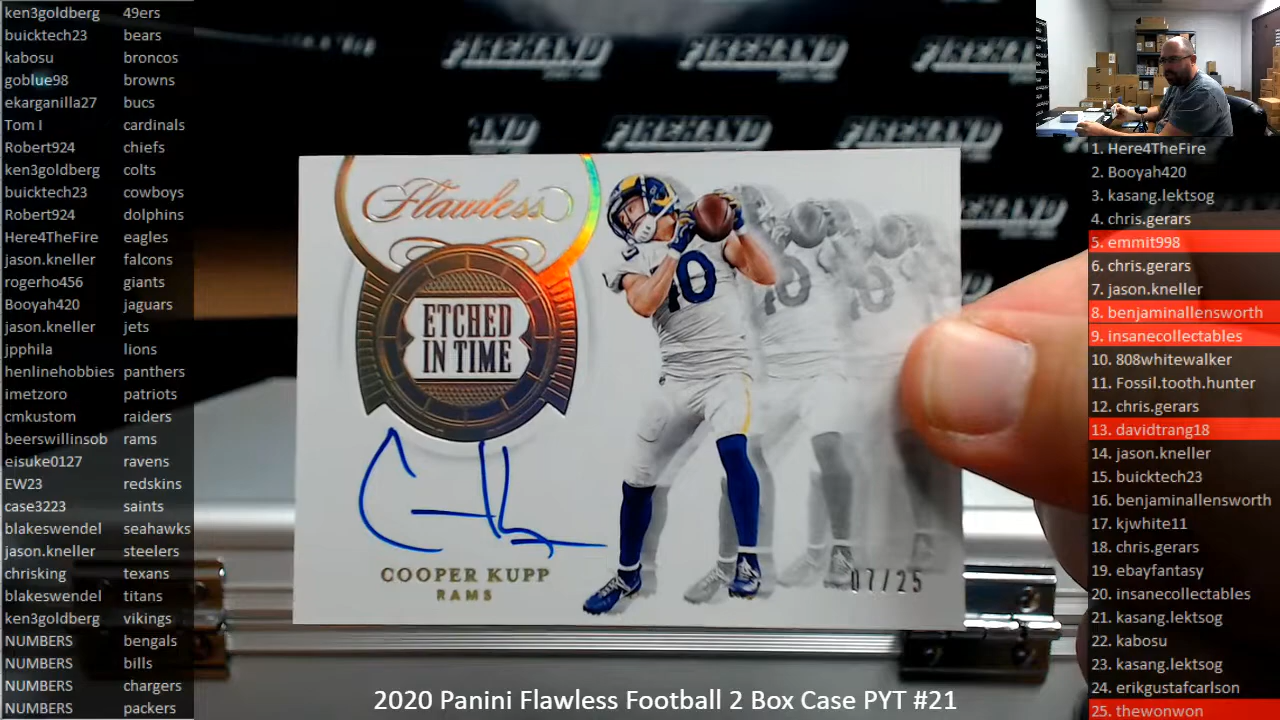 ken3goldberg 49ers
buicktech23 bears
kabosu broncos
goblue98 browns
ekarganilla27 bucs
Tom I cardinals
Robert924 chiefs
ken3goldberg colts
buicktech23 cowboys
Robert924 dolphins
Here4TheFire eagles
jason.kneller falcons
rogerho456 giants
Booyah420 jaguars
jason.kneller jets
jpphila lions
henlinehobbies panthers
imetzoro patriots
cmkustom raiders
beerswillinsob rams
eisuke0127 ravens
EW23 redskins
case3223 saints
blakeswendel seahawks
jason.kneller steelers
chrisking texans
blakeswendel titans
ken3goldberg vikings
NUMBERS bengals
NUMBERS bills
NUMBERS chargers
NUMBERS packers
FIREHAND FIREHAND FIREHAND
FIREHAND FIREHAND
Flawless
ETCHED
IN TIME
10
COOPER KUPP
RAMS
07/25
2020 Panini Flawless Football 2 Box Case PYT #21
1. Here4TheFire
2. Booyah420
3. kasang.lektsog
4. chris.gerars
5. emmit998
6. chris.gerars
7. jason.kneller
8. benjaminallensworth
9. insanecollectables
10. 808whitewalker
11. Fossil.tooth.hunter
12. chris.gerars
13. davidtrang18
14. jason.kneller
15. buicktech23
16. benjaminallensworth
17. kjwhite11
18. chris.gerars
19. ebayfantasy
20. insanecollectables
21. kasang.lektsog
22. kabosu
23. kasang.lektsog
24. erikgustafcarlson
25. thewonwon